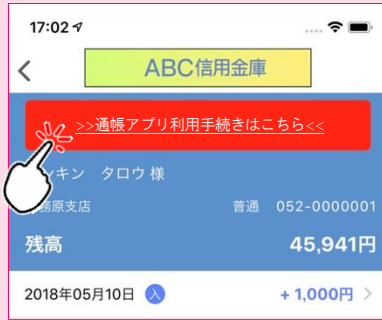 17:02
ABC信用金庫
>>通帳アプリ利用手続きはこちら<<
ンキン タロウ 様
務原支店 普通 052-0000001
残高 45,941円
2018年05月10日 入 +1,000円